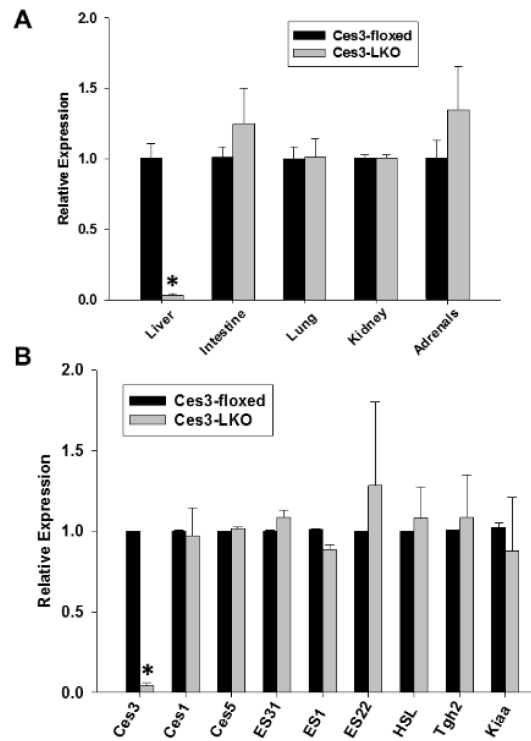 A
2.0
Ces3-floxed
Ces3-LKO
1.5
1.0
0.5
0.0
Relative Expression
*
Liver
Intestine
Lung
Kidney
Adrenals
B
2.0
Ces3-floxed
Ces3-LKO
1.5
1.0
0.5
0.0
Relative Expression
*
Ces3
Ces1
Ces5
ES31
ES1
ES22
HSL
Tgh2
Kiaa